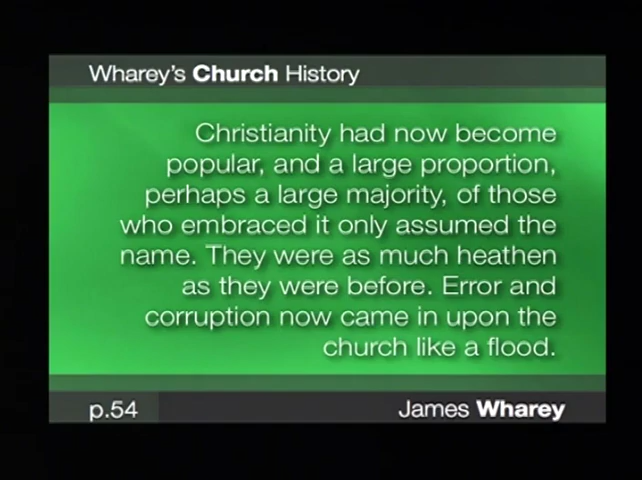 Wharey's Church History
Christianity had now become
popular, and a large proportion,
perhaps a large majority, of those
who embraced it only assumed the
name. They were as much heathen
as they were before. Error and
corruption now came in upon the
church like a flood.
p.54
James Wharey